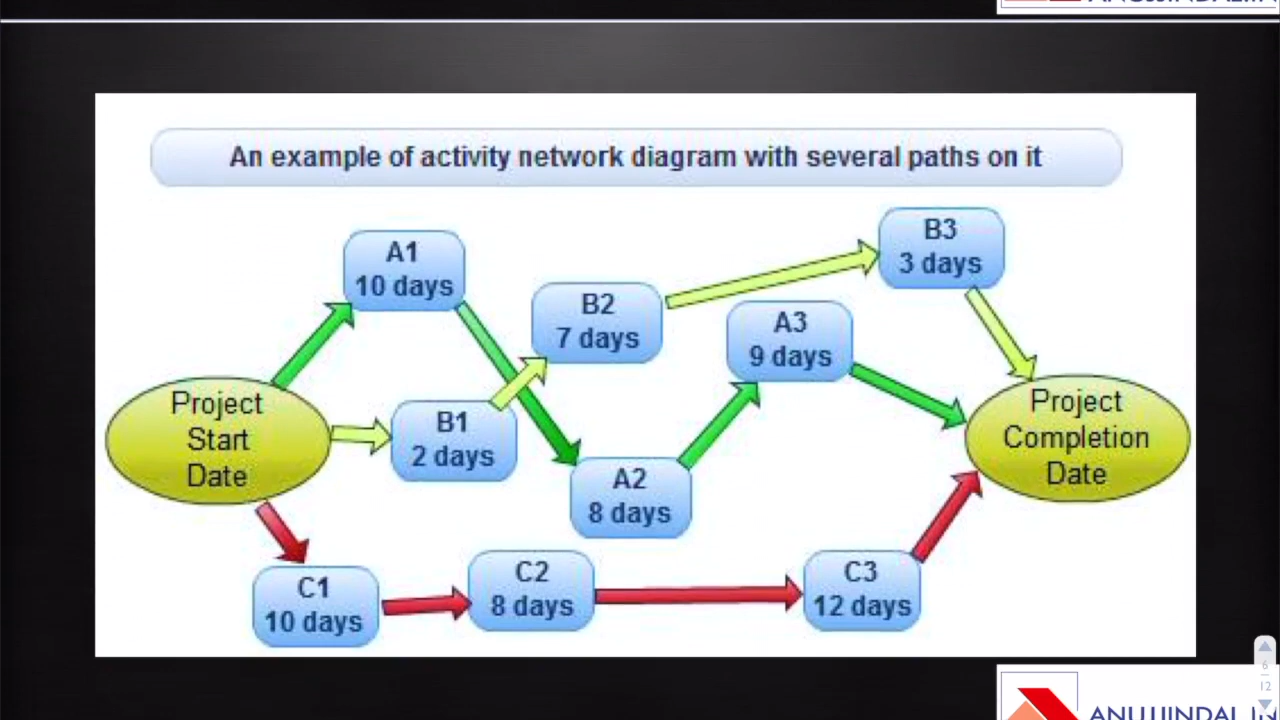 An example of activity network diagram with several paths on it
A1
10 days
B3
3 days
B2
7 days
A3
9 days
Project
Start
Date
B1
2 days
Project
Completion
Date
A2
8 days
C1
10 days
C2
8 days
C3
12 days
6
12